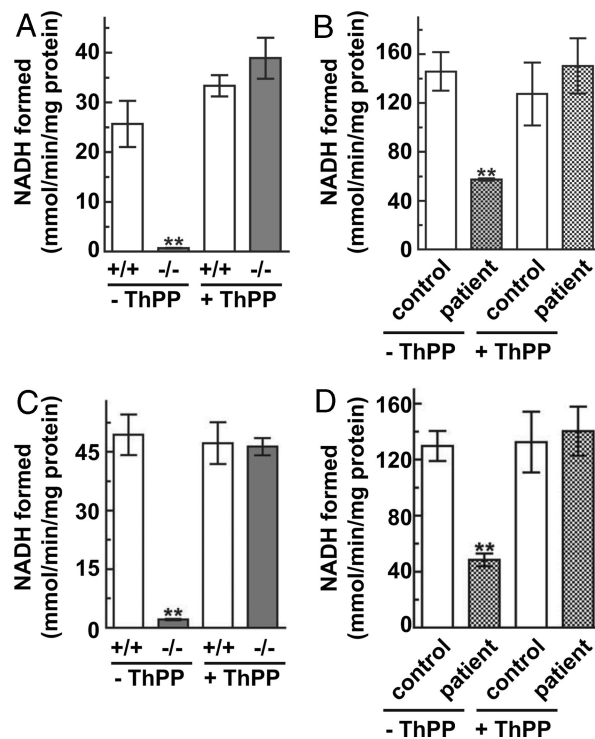 A
NADH formed
(mmol/min/mg protein)
40
30
20
10
0
**
+/+ -/- +/+ -/-
- ThPP + ThPP
B
NADH formed
(mmol/min/mg protein)
160
120
80
40
0
**
control patient control patient
- ThPP + ThPP
C
NADH formed
(mmol/min/mg protein)
45
30
15
0
**
+/+ -/- +/+ -/-
- ThPP + ThPP
D
NADH formed
(mmol/min/mg protein)
160
120
80
40
0
**
control patient control patient
- ThPP + ThPP